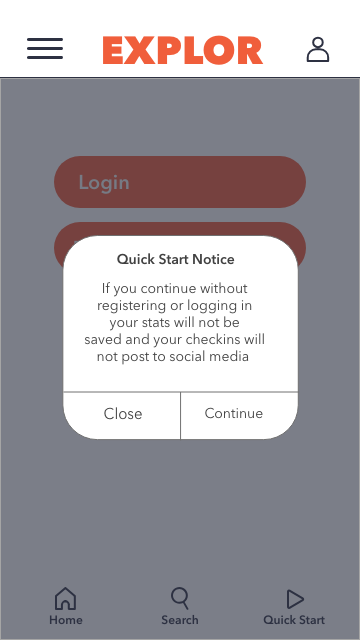 EXPLOR
Login
Quick Start Notice
If you continue without
registering or logging in
your stats will not be
saved and your checkins will
not post to social media
Close
Continue
Home
Search
Quick Start